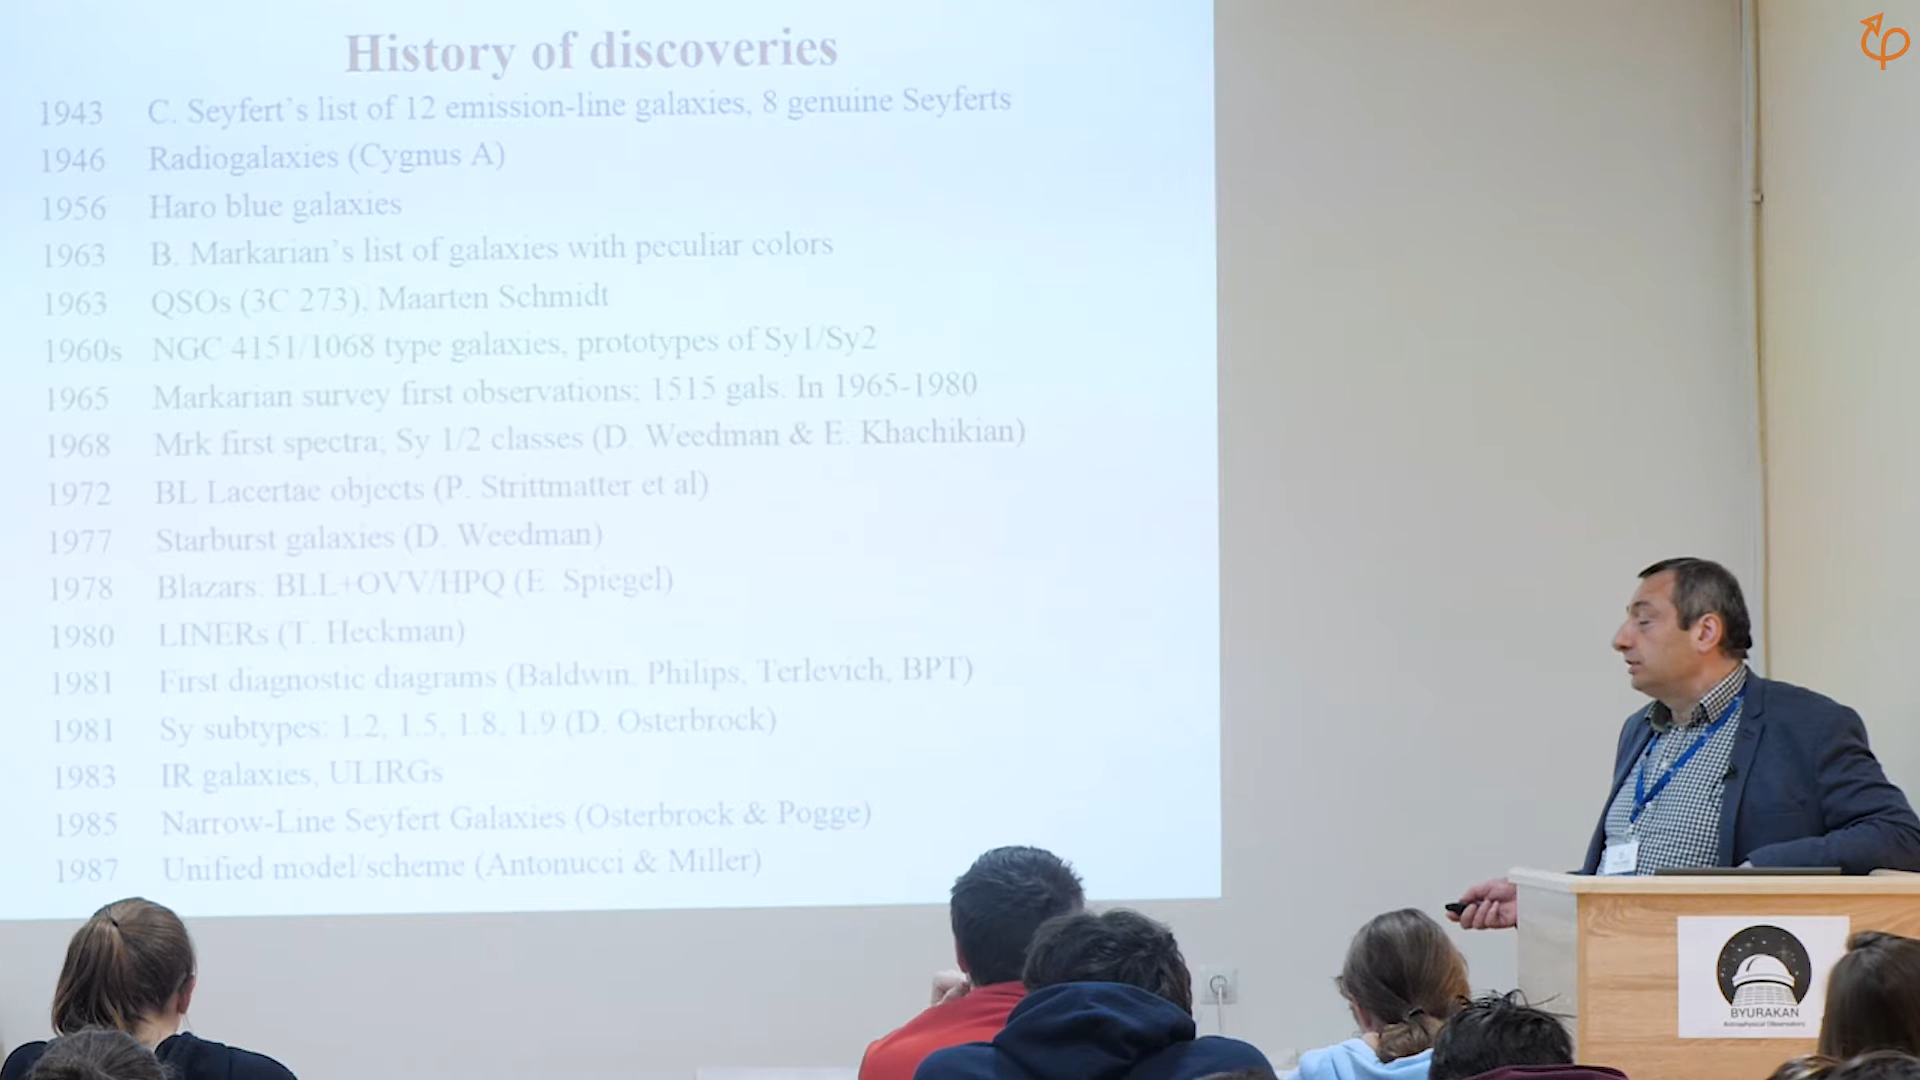 History of discoveries
1943 C. Seyfert's list of 12 emission-line galaxies, 8 genuine Seyferts
1946 Radiogalaxies (Cygnus A)
1956 Haro blue galaxies
1963 B. Markarian's list of galaxies with peculiar colors
1963 QSOs (3C 273), Maarten Schmidt
1960s NGC 4151/1068 type galaxies, prototypes of Sy1/Sy2
1965 Markarian survey first observations; 1515 gals. In 1965-1980
1968 Mrk first spectra; Sy 1/2 classes (D. Weedman & E. Khachikian)
1972 BL Lacertae objects (P. Strittmatter et al)
1977 Starburst galaxies (D. Weedman)
1978 Blazars: BLL+OVV/HPQ (E. Spiegel)
1980 LINERs (T. Heckman)
1981 First diagnostic diagrams (Baldwin, Philips, Terlevich, BPT)
1981 Sy subtypes: 1.2, 1.5, 1.8, 1.9 (D. Osterbrock)
1983 IR galaxies, ULIRGs
1985 Narrow-Line Seyfert Galaxies (Osterbrock & Pogge)
1987 Unified model/scheme (Antonucci & Miller)
BYURAKAN
Astrophysical Observatory